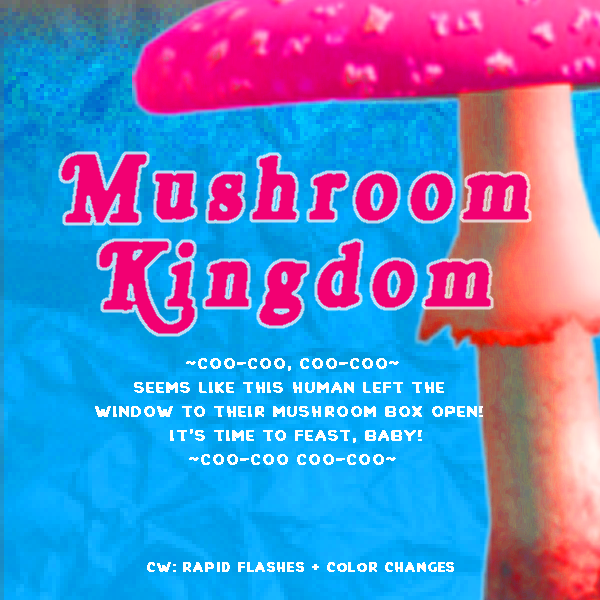 Mushroom
Kingdom
~COO-COO, COO-COO~
SEEMS LIKE THIS HUMAN LEFT THE
WINDOW TO THEIR MUSHROOM BOX OPEN!
IT'S TIME TO FEAST, BABY!
~COO-COO COO-COO~
CW: RAPID FLASHES + COLOR CHANGES